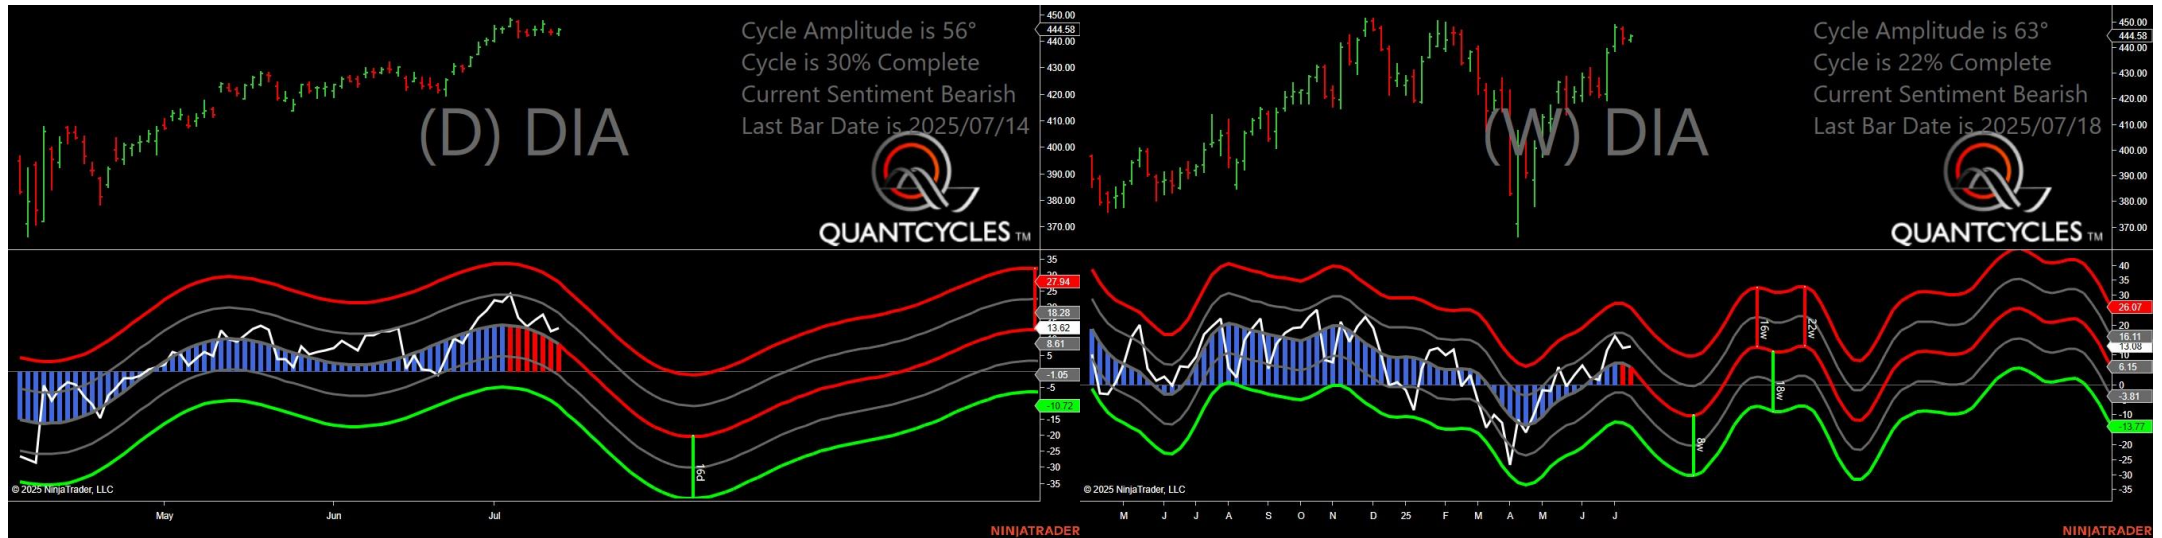 Cycle Amplitude is 56°
Cycle is 30% Complete
Current Sentiment Bearish
Last Bar Date is 2025/07/14
(D) DIA
QUANTCYCLES TM
450.00
444.58
440.00
430.00
420.00
410.00
400.00
390.00
380.00
370.00
35
27.94
25
18.28
13.62
8.61
5
-1.05
-5
-10.72
-15
-20
-25
-30
-35
16d
© 2025 NinjaTrader, LLC
May
Jun
Jul
NINJATRADER
Cycle Amplitude is 63°
Cycle is 22% Complete
Current Sentiment Bearish
Last Bar Date is 2025/07/18
(W) DIA
QUANTCYCLES TM
450.00
444.58
440.00
430.00
420.00
410.00
400.00
390.00
380.00
370.00
40
35
30
26.07
20
16.11
13.08
10
6.15
0
-3.81
-10
-13.77
-20
-25
-30
-35
16w
22w
18w
8w
© 2025 NinjaTrader, LLC
M J J A S O N D 25 F M A M J J
NINJATRADER